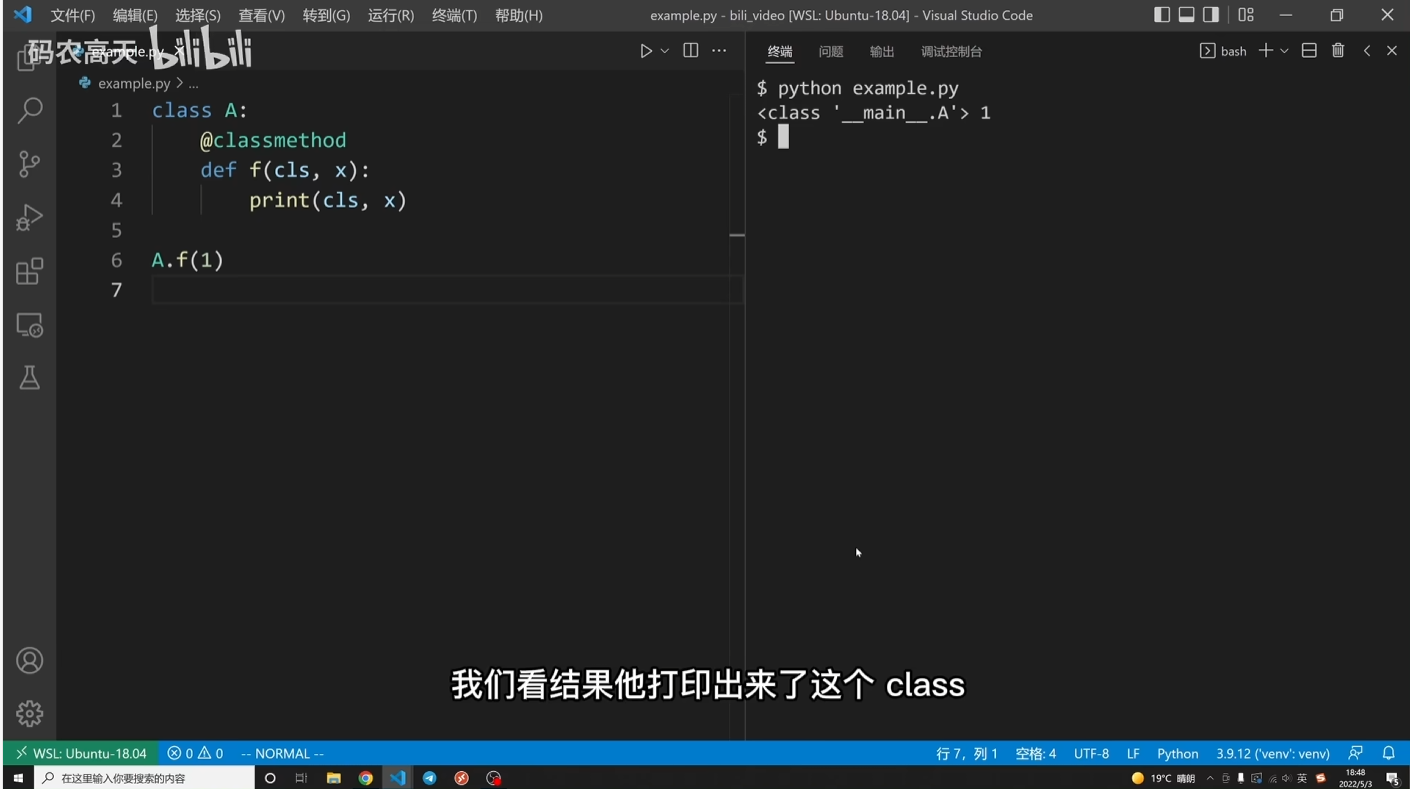 文件(F) 编辑(E) 选择(S) 查看(V) 转到(G) 运行(R) 终端(T) 帮助(H) example.py - bili_video [WSL: Ubuntu-18.04] - Visual Studio Code
码农高天 bilibili
example.py
example.py > ...
1 class A:
2     @classmethod
3     def f(cls, x):
4         print(cls, x)
5
6 A.f(1)
7
终端 问题 输出 调试控制台 bash
$ python example.py
<class '__main__.A'> 1
$
我们看结果他打印出来了这个 class
WSL: Ubuntu-18.04 0 0 -- NORMAL -- 行 7，列 1 空格: 4 UTF-8 LF Python 3.9.12 ('venv': venv)
在这里输入你要搜索的内容 19°C 晴朗 英 18:48
2022/5/3
5